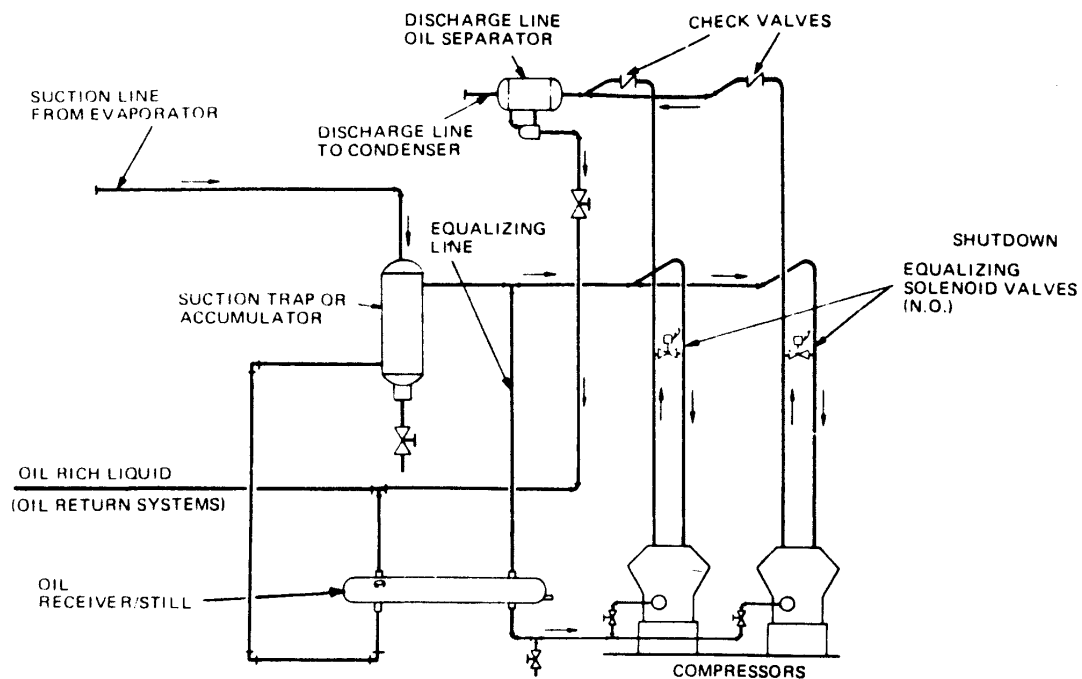 DISCHARGE LINE
OIL SEPARATOR
CHECK VALVES
SUCTION LINE
FROM EVAPORATOR
DISCHARGE LINE
TO CONDENSER
EQUALIZING
LINE
SHUTDOWN
EQUALIZING
SOLENOID VALVES
(N.O.)
SUCTION TRAP OR
ACCUMULATOR
OIL RICH LIQUID
(OIL RETURN SYSTEMS)
OIL
RECEIVER/STILL
COMPRESSORS